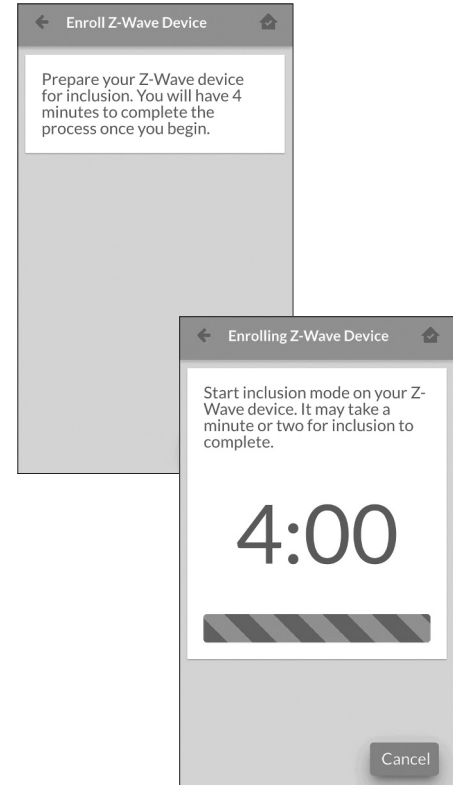 Enroll Z-Wave Device
Prepare your Z-Wave device
for inclusion. You will have 4
minutes to complete the
process once you begin.
Enrolling Z-Wave Device
Start inclusion mode on your Z-
Wave device. It may take a
minute or two for inclusion to
complete.
4:00
Cancel